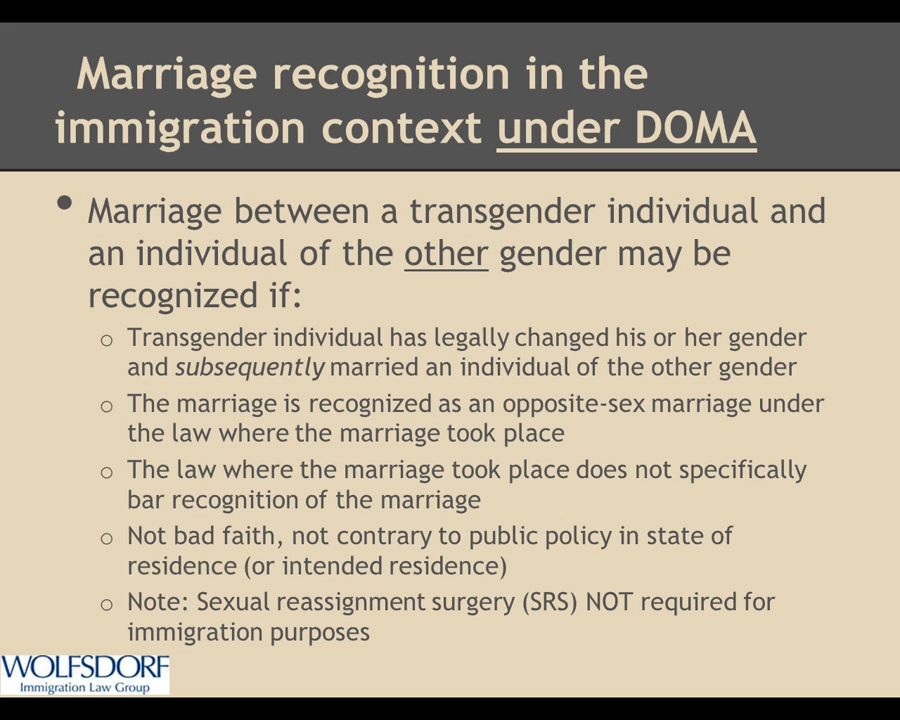 Marriage recognition in the
immigration context under DOMA
• Marriage between a transgender individual and
an individual of the other gender may be
recognized if:
o Transgender individual has legally changed his or her gender
and subsequently married an individual of the other gender
o The marriage is recognized as an opposite-sex marriage under
the law where the marriage took place
o The law where the marriage took place does not specifically
bar recognition of the marriage
o Not bad faith, not contrary to public policy in state of
residence (or intended residence)
o Note: Sexual reassignment surgery (SRS) NOT required for
immigration purposes
WOLFSDORF
Immigration Law Group